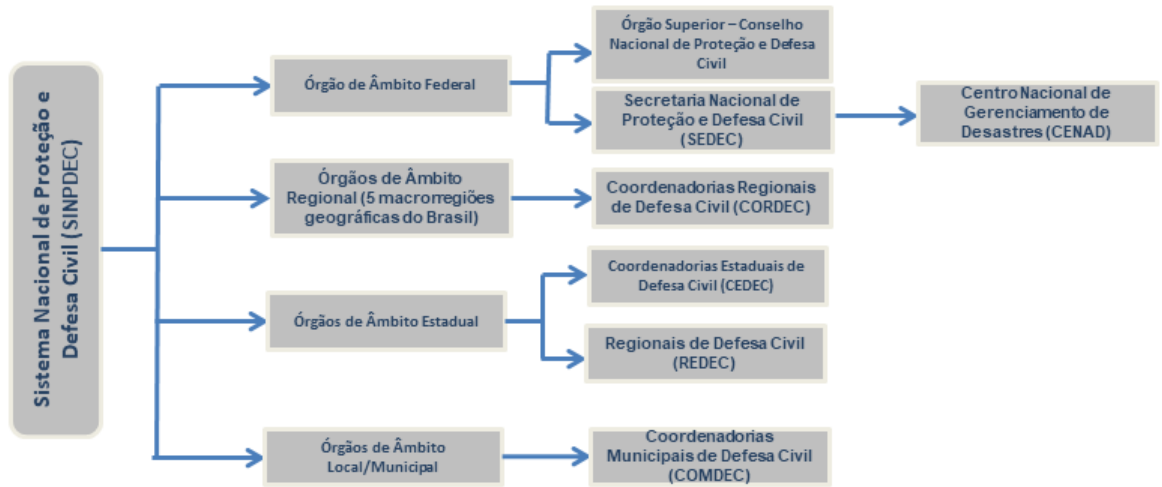 Sistema Nacional de Proteção e
Defesa Civil (SINPDEC)
Órgão de Âmbito Federal
Órgão Superior – Conselho
Nacional de Proteção e Defesa
Civil
Secretaria Nacional de
Proteção e Defesa Civil
(SEDEC)
Centro Nacional de
Gerenciamento de
Desastres (CENAD)
Órgãos de Âmbito
Regional (5 macrorregiões
geográficas do Brasil)
Coordenadorias Regionais
de Defesa Civil (CORDEC)
Órgãos de Âmbito Estadual
Coordenadorias Estaduais de
Defesa Civil (CEDEC)
Regionais de Defesa Civil
(REDEC)
Órgãos de Âmbito
Local/Municipal
Coordenadorias
Municipais de Defesa Civil
(COMDEC)